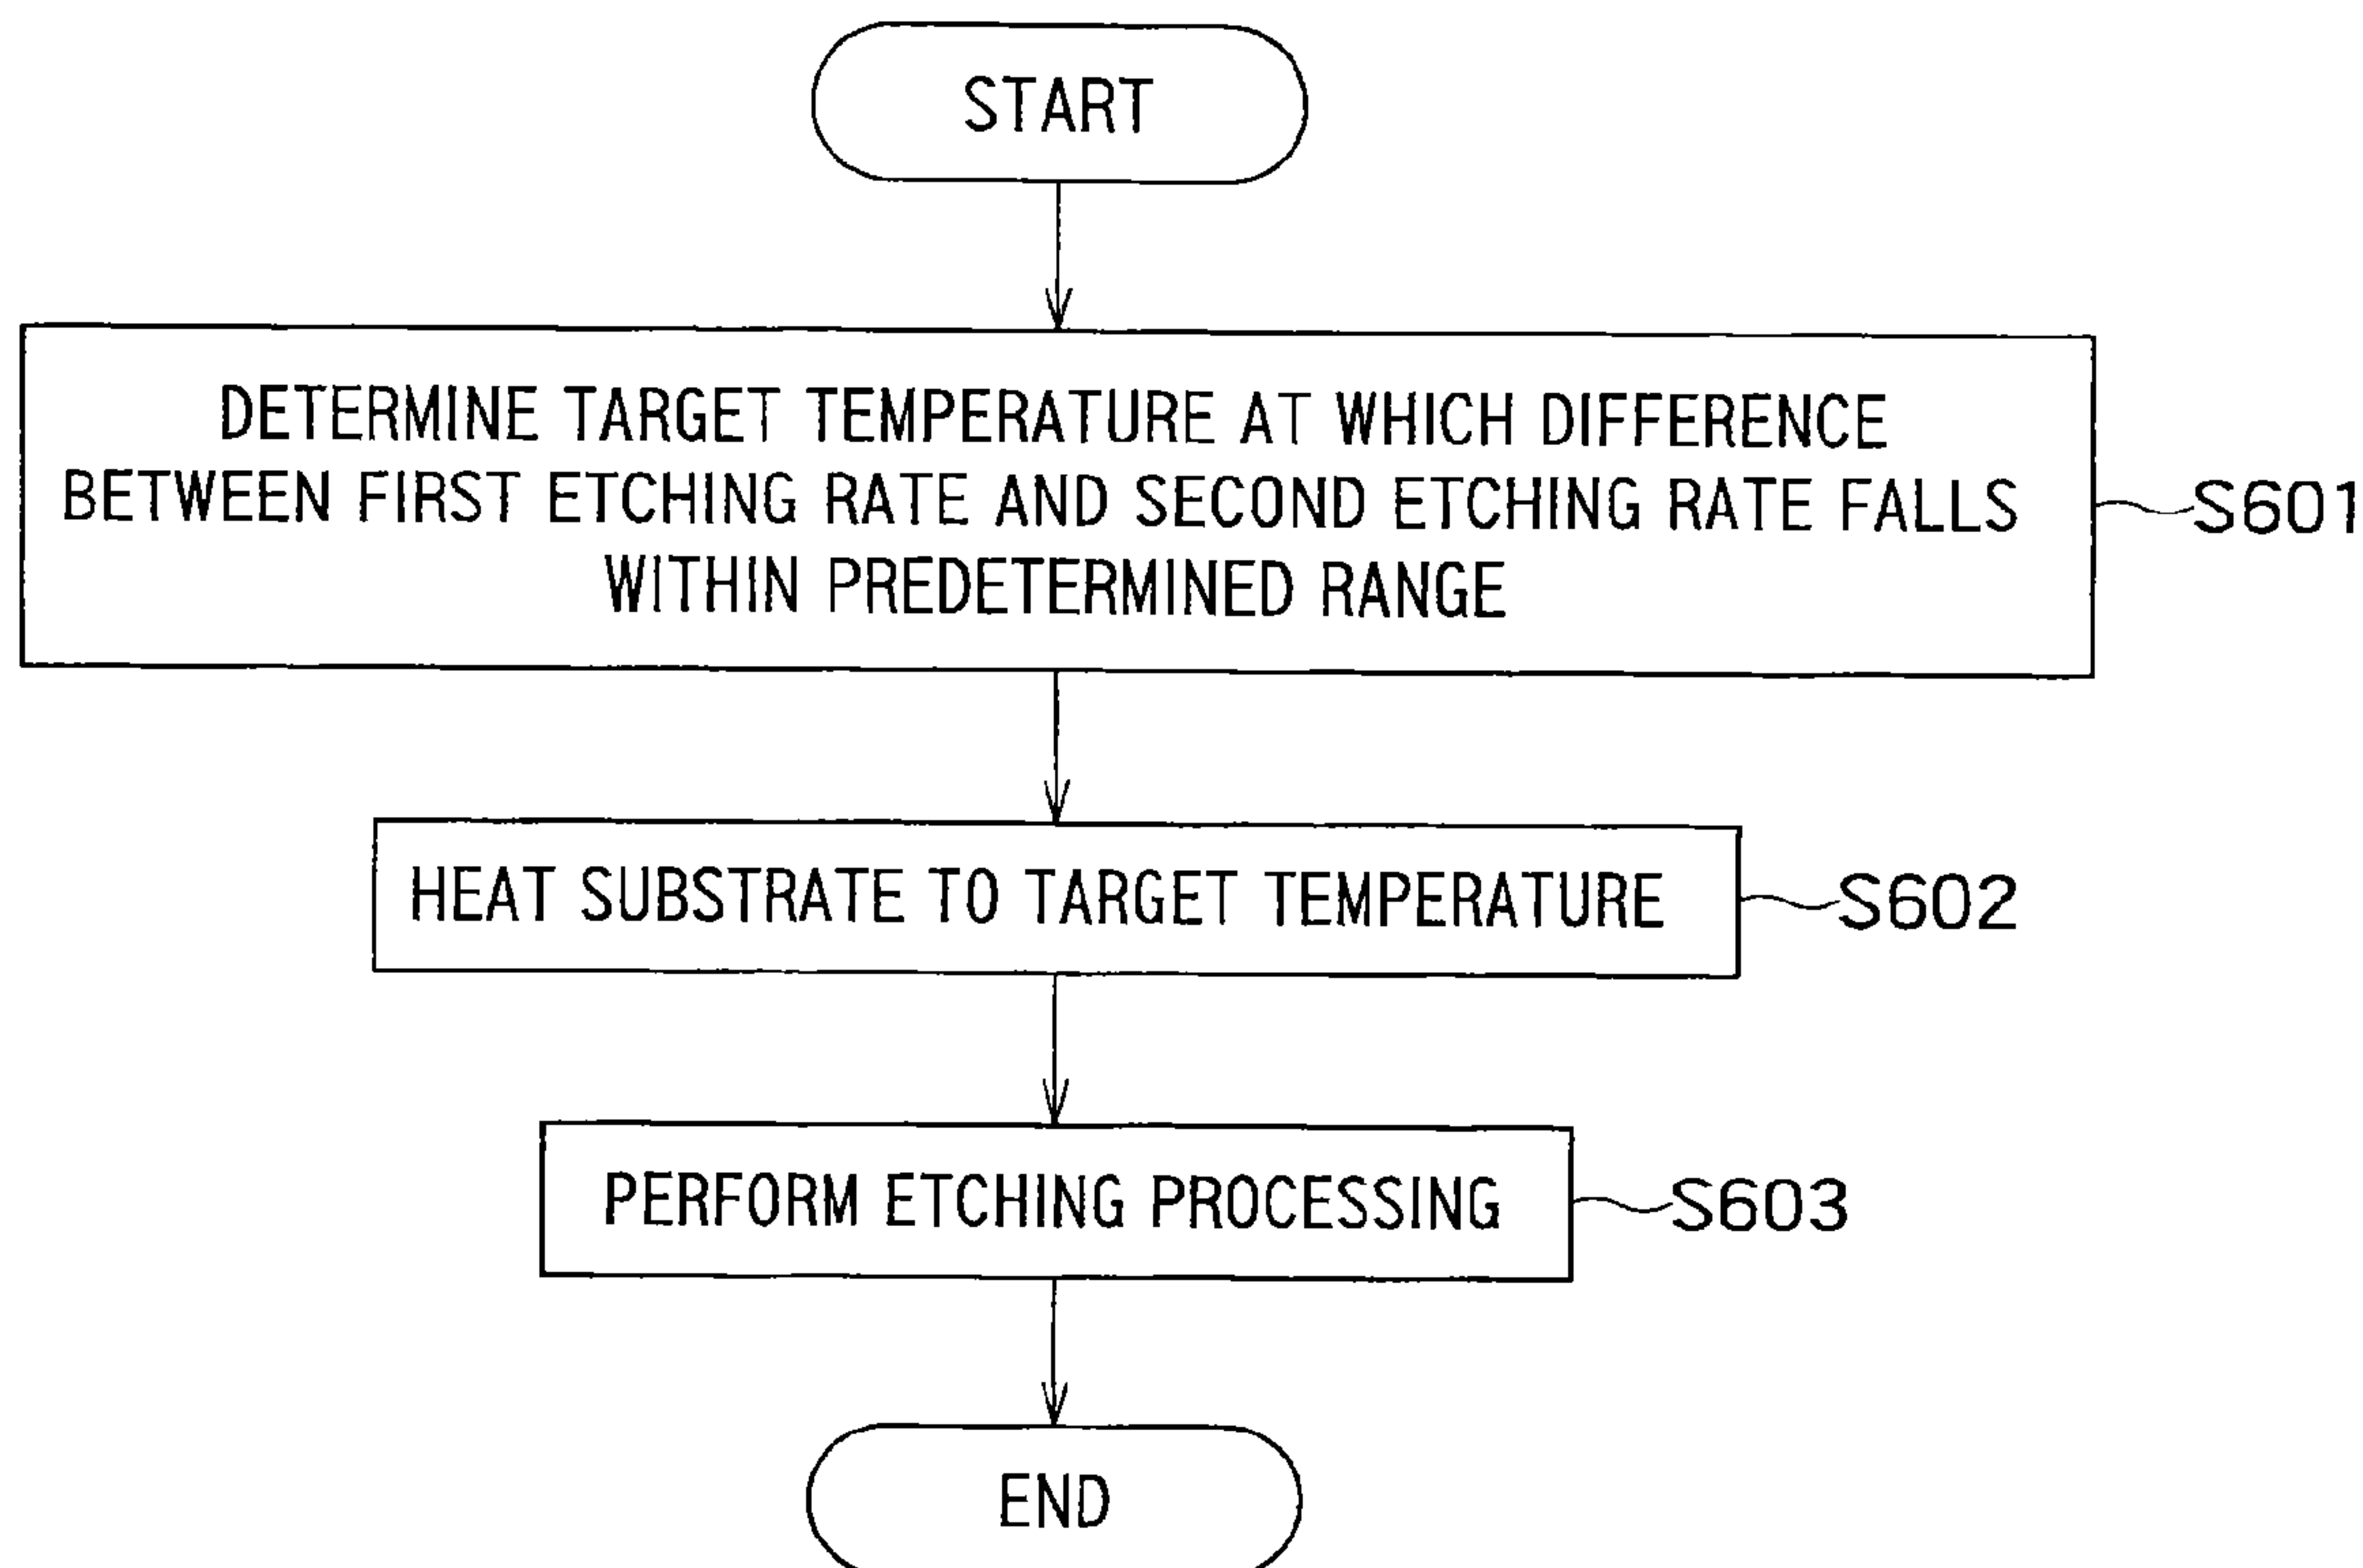 START
DETERMINE TARGET TEMPERATURE AT WHICH DIFFERENCE
BETWEEN FIRST ETCHING RATE AND SECOND ETCHING RATE FALLS
WITHIN PREDETERMINED RANGE
S601
HEAT SUBSTRATE TO TARGET TEMPERATURE
S602
PERFORM ETCHING PROCESSING
S603
END